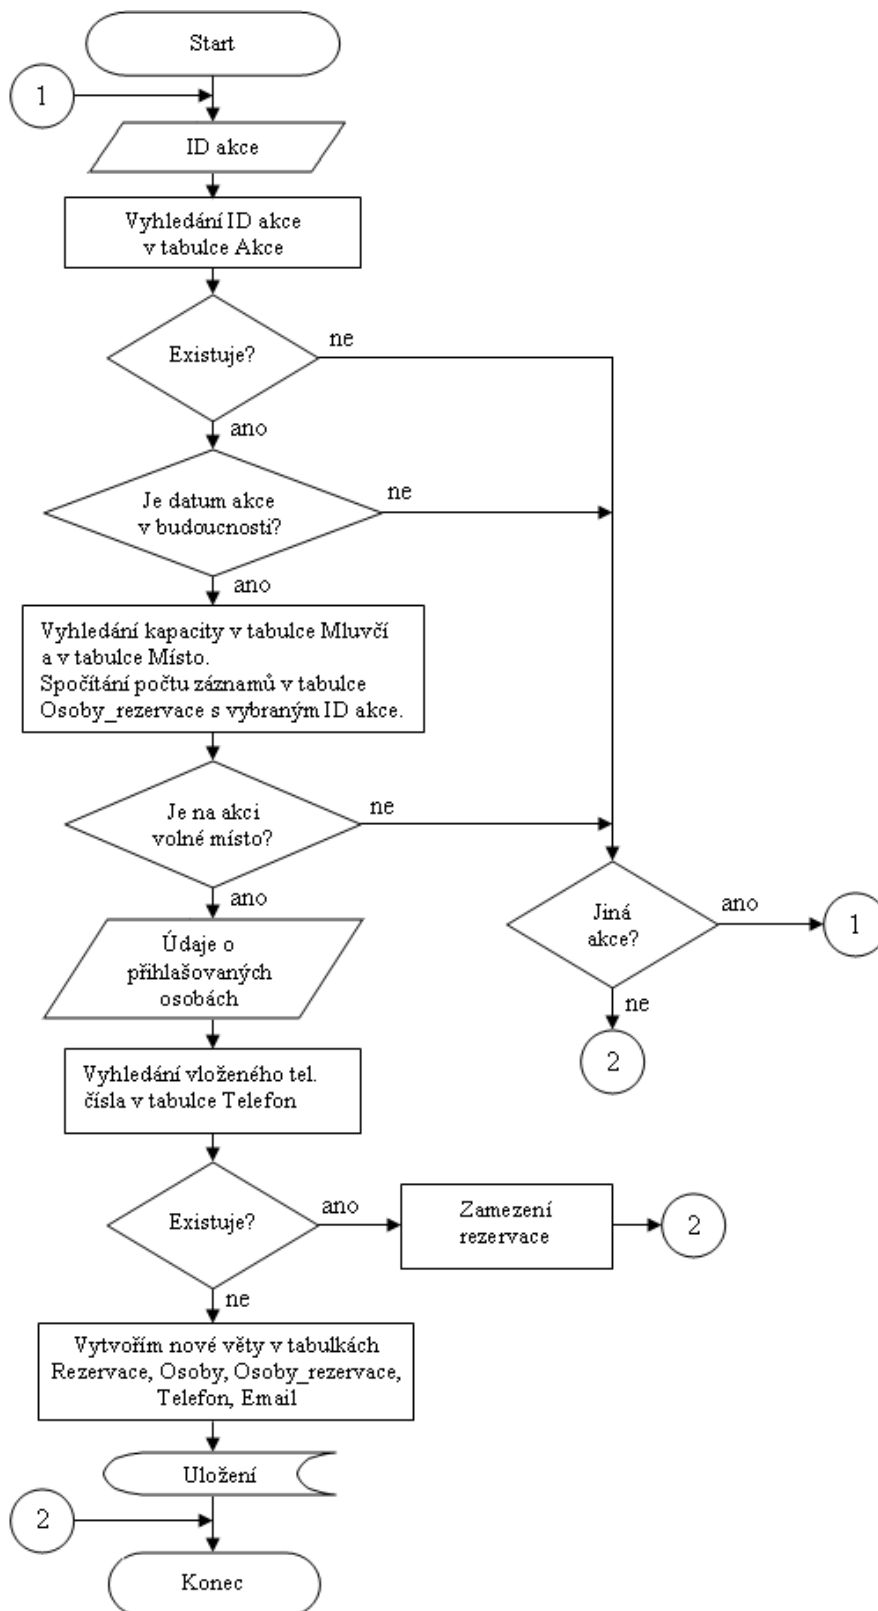 Start
1
ID akce
Vyhledání ID akce
v tabulce Akce
Existuje?
ne
ano
Je datum akce
v budoucnosti?
ne
ano
Vyhledání kapacity v tabulce Mluvčí
a v tabulce Místo.
Spočítání počtu záznamů v tabulce
Osoby_rezervace s vybraným ID akce.
Je na akci
volné místo?
ne
ano
Jiná
akce?
ano
1
ne
2
Údaje o
přihlašovaných
osobách
Vyhledání vloženého tel.
čísla v tabulce Telefon
Existuje?
ano
Zamezení
rezervace
2
ne
Vytvořím nové věty v tabulkách
Rezervace, Osoby, Osoby_rezervace,
Telefon, Email
Uložení
2
Konec